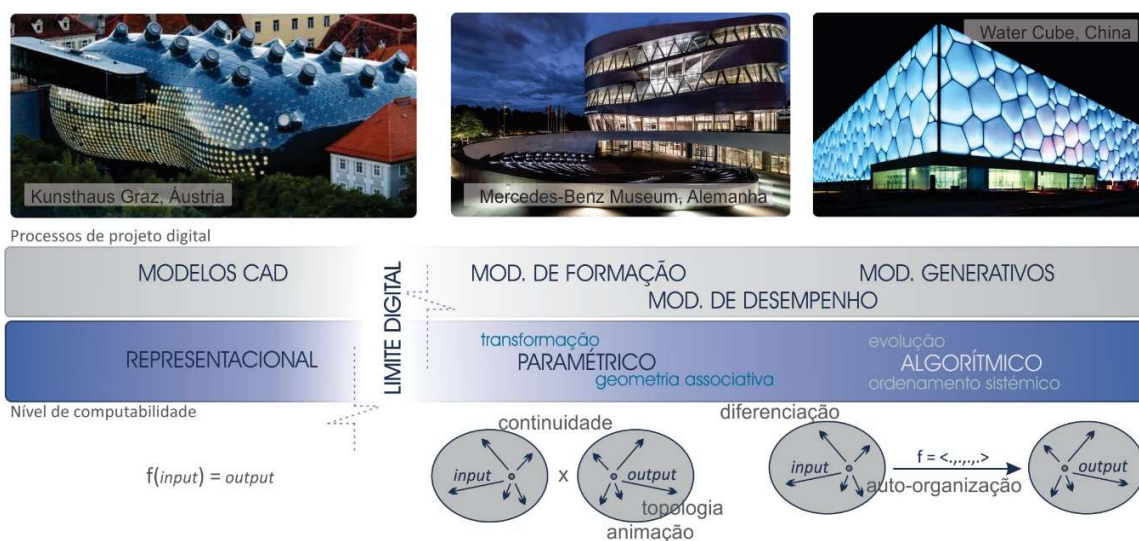 Kunsthaus Graz, Áustria
Mercedes-Benz Museum, Alemanha
Water Cube, China
Processos de projeto digital
MODELOS CAD
LIMITE DIGITAL
MOD. DE FORMAÇÃO
MOD. GENERATIVOS
MOD. DE DESEMPENHO
REPRESENTACIONAL
transformação
PARAMÉTRICO
geometria associativa
evolução
ALGORÍTMICO
ordenamento sistémico
Nível de computabilidade
f(input) = output
continuidade
input
x
output
topologia
animação
diferenciação
input
f = <.,.,.,.>
auto-organização
output